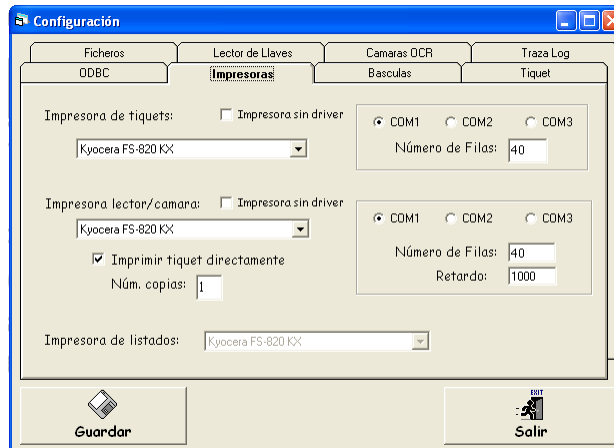 Configuración
Ficheros Lector de Llaves Camaras OCR Traza Log
ODBC Impresoras Basculas Tiquet
Impresora de tiquets: Impresora sin driver COM1 COM2 COM3
Kyocera FS-820 KX Número de Filas: 40
Impresora lector/camara: Impresora sin driver
Kyocera FS-820 KX COM1 COM2 COM3
Imprimir tiquet directamente Número de Filas: 40
Núm. copias: 1 Retardo: 1000
Impresora de listados: Kyocera FS-820 KX
EXIT
Guardar Salir